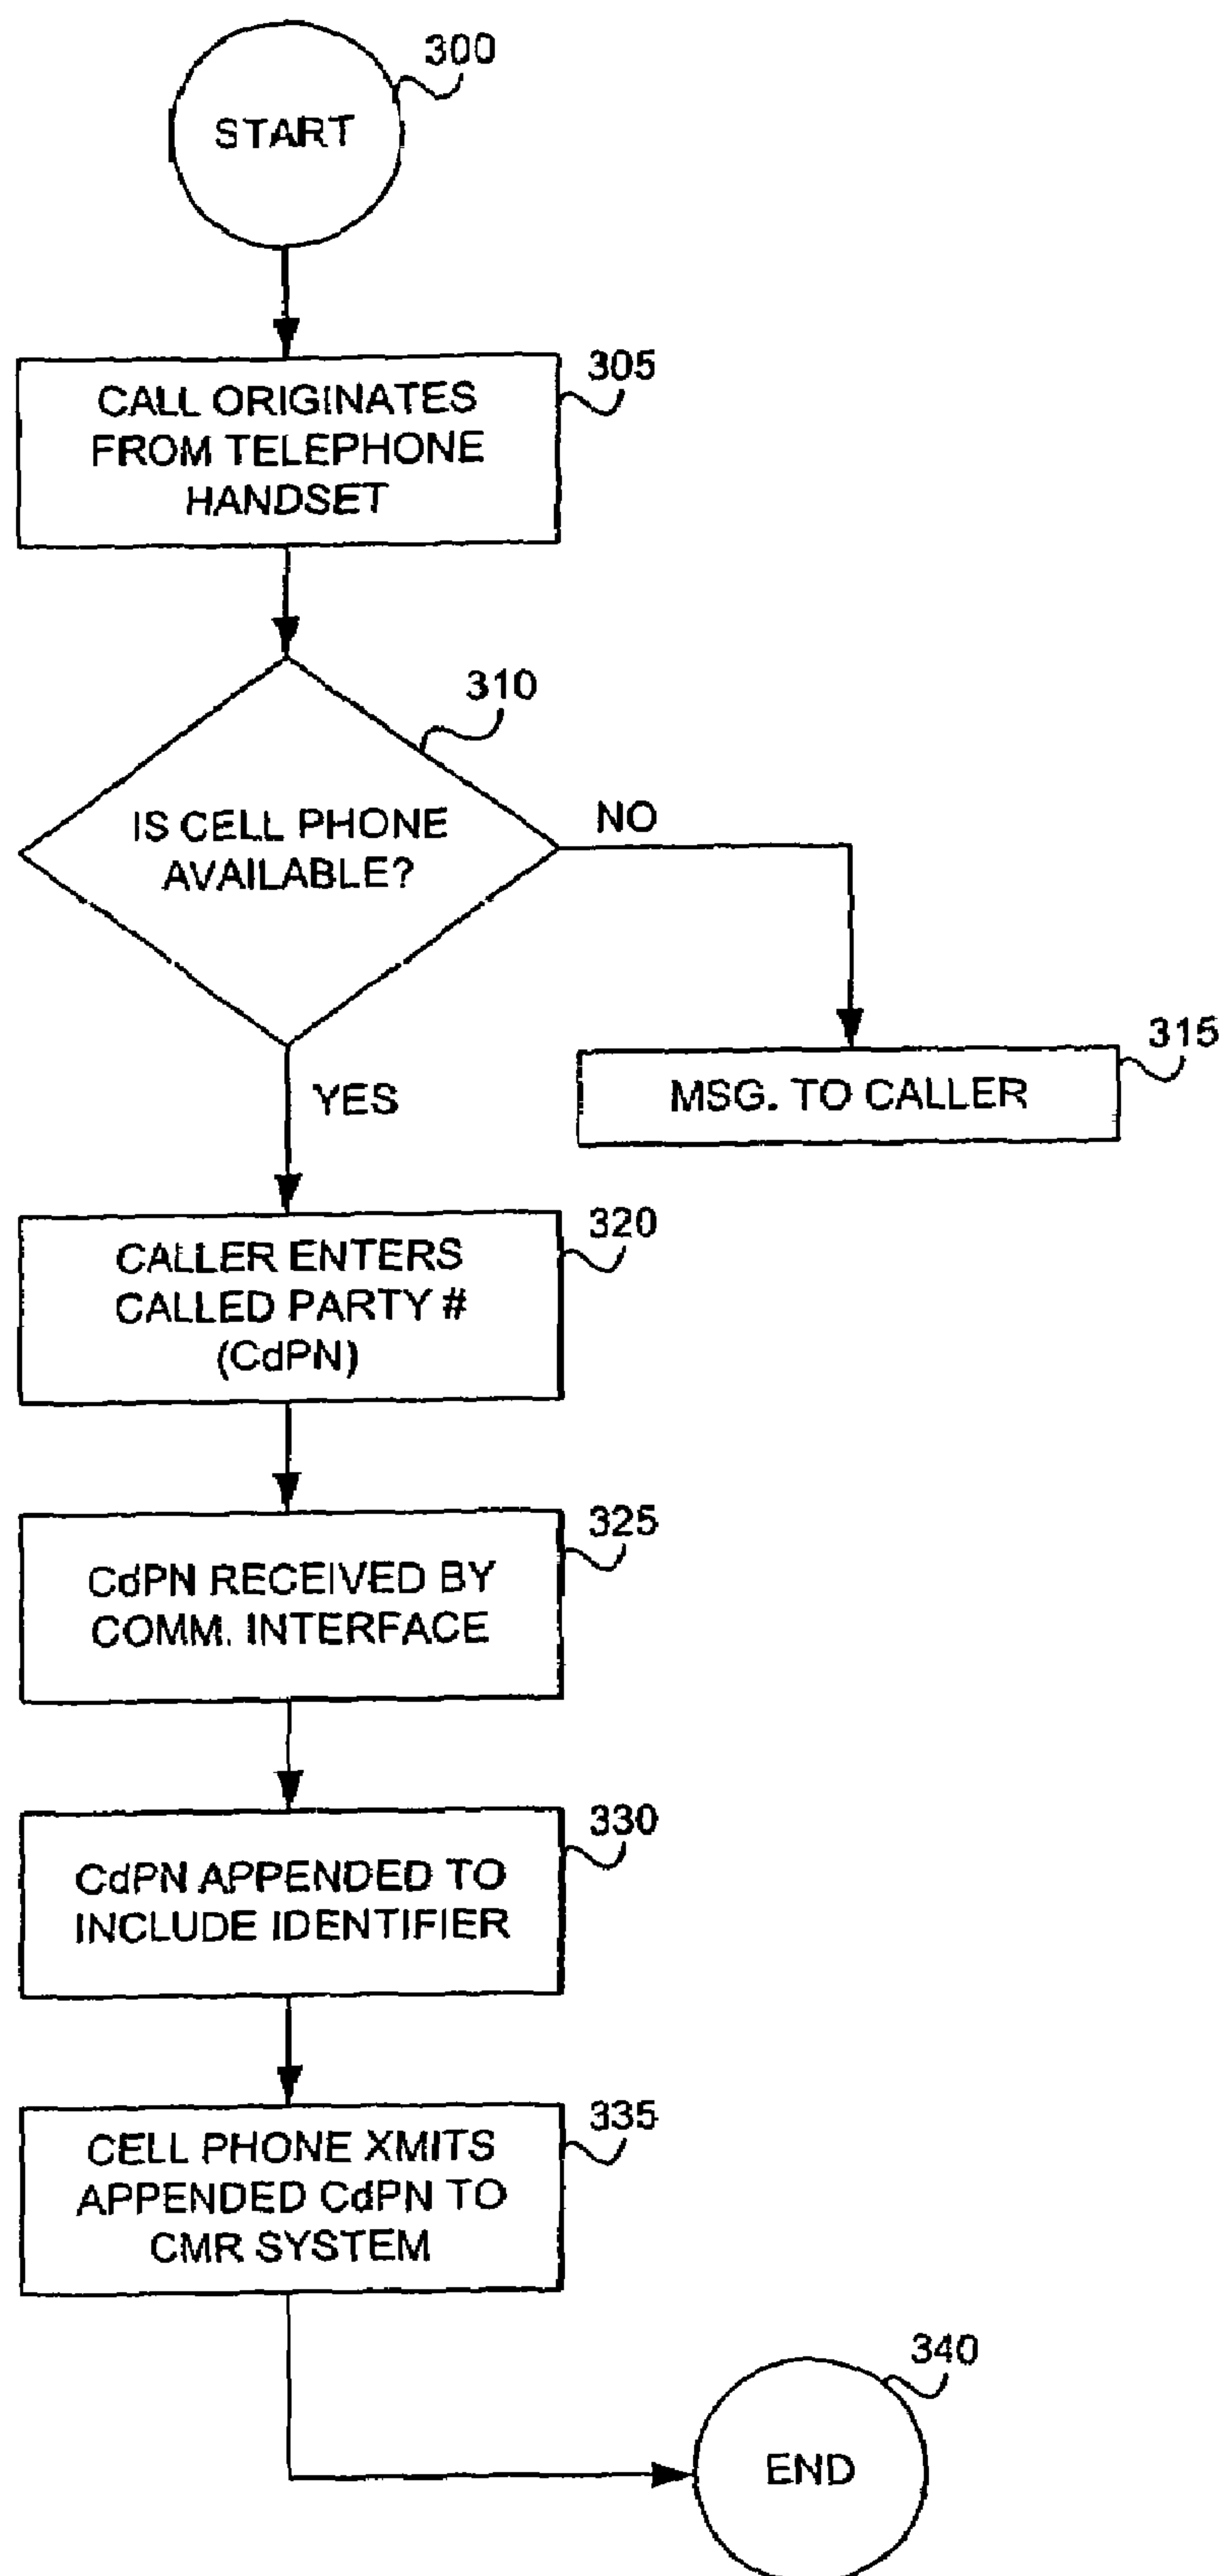 300
START
305
CALL ORIGINATES
FROM TELEPHONE
HANDSET
310
IS CELL PHONE
AVAILABLE?
NO
315
MSG. TO CALLER
YES
320
CALLER ENTERS
CALLED PARTY #
(CdPN)
325
CdPN RECEIVED BY
COMM. INTERFACE
330
CdPN APPENDED TO
INCLUDE IDENTIFIER
335
CELL PHONE XMITS
APPENDED CdPN TO
CMR SYSTEM
340
END